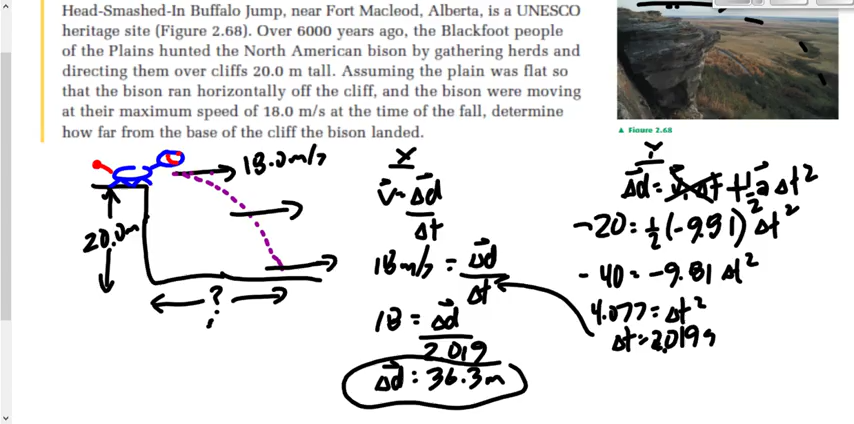 Head-Smashed-In Buffalo Jump, near Fort Macleod, Alberta, is a UNESCO
heritage site (Figure 2.68). Over 6000 years ago, the Blackfoot people
of the Plains hunted the North American bison by gathering herds and
directing them over cliffs 20.0 m tall. Assuming the plain was flat so
that the bison ran horizontally off the cliff, and the bison were moving
at their maximum speed of 18.0 m/s at the time of the fall, determine
how far from the base of the cliff the bison landed.
▲ Figure 2.68
18.0m/s
20.0m
?
X
v⃗ = Δd⃗/Δt
18m/s = Δd⃗/Δt
18 = Δd⃗/2.019
Δd⃗ = 36.3m
Y
Δd⃗ = v⃗ᵢΔt + ½a⃗Δt²
-20 = ½(-9.81)Δt²
-40 = -9.81 Δt²
4.077 = Δt²
Δt = 2.019s